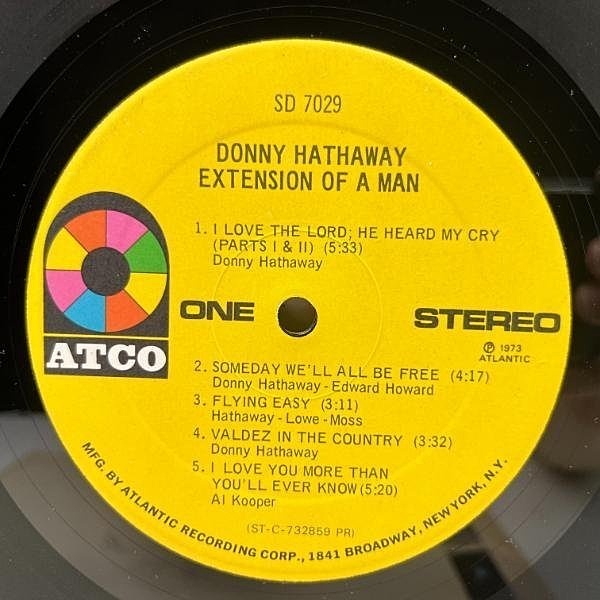 SD 7029
DONNY HATHAWAY
EXTENSION OF A MAN
1. I LOVE THE LORD; HE HEARD MY CRY
(PARTS I & II) (5:33)
Donny Hathaway
ATCO
ONE
STEREO
Ⓟ 1973
ATLANTIC
2. SOMEDAY WE'LL ALL BE FREE (4:17)
Donny Hathaway - Edward Howard
3. FLYING EASY (3:11)
Hathaway - Lowe - Moss
4. VALDEZ IN THE COUNTRY (3:32)
Donny Hathaway
5. I LOVE YOU MORE THAN
YOU'LL EVER KNOW (5:20)
Al Kooper
(ST-C-732859 PR)
MFG. BY ATLANTIC RECORDING CORP., 1841 BROADWAY, NEW YORK, N.Y.